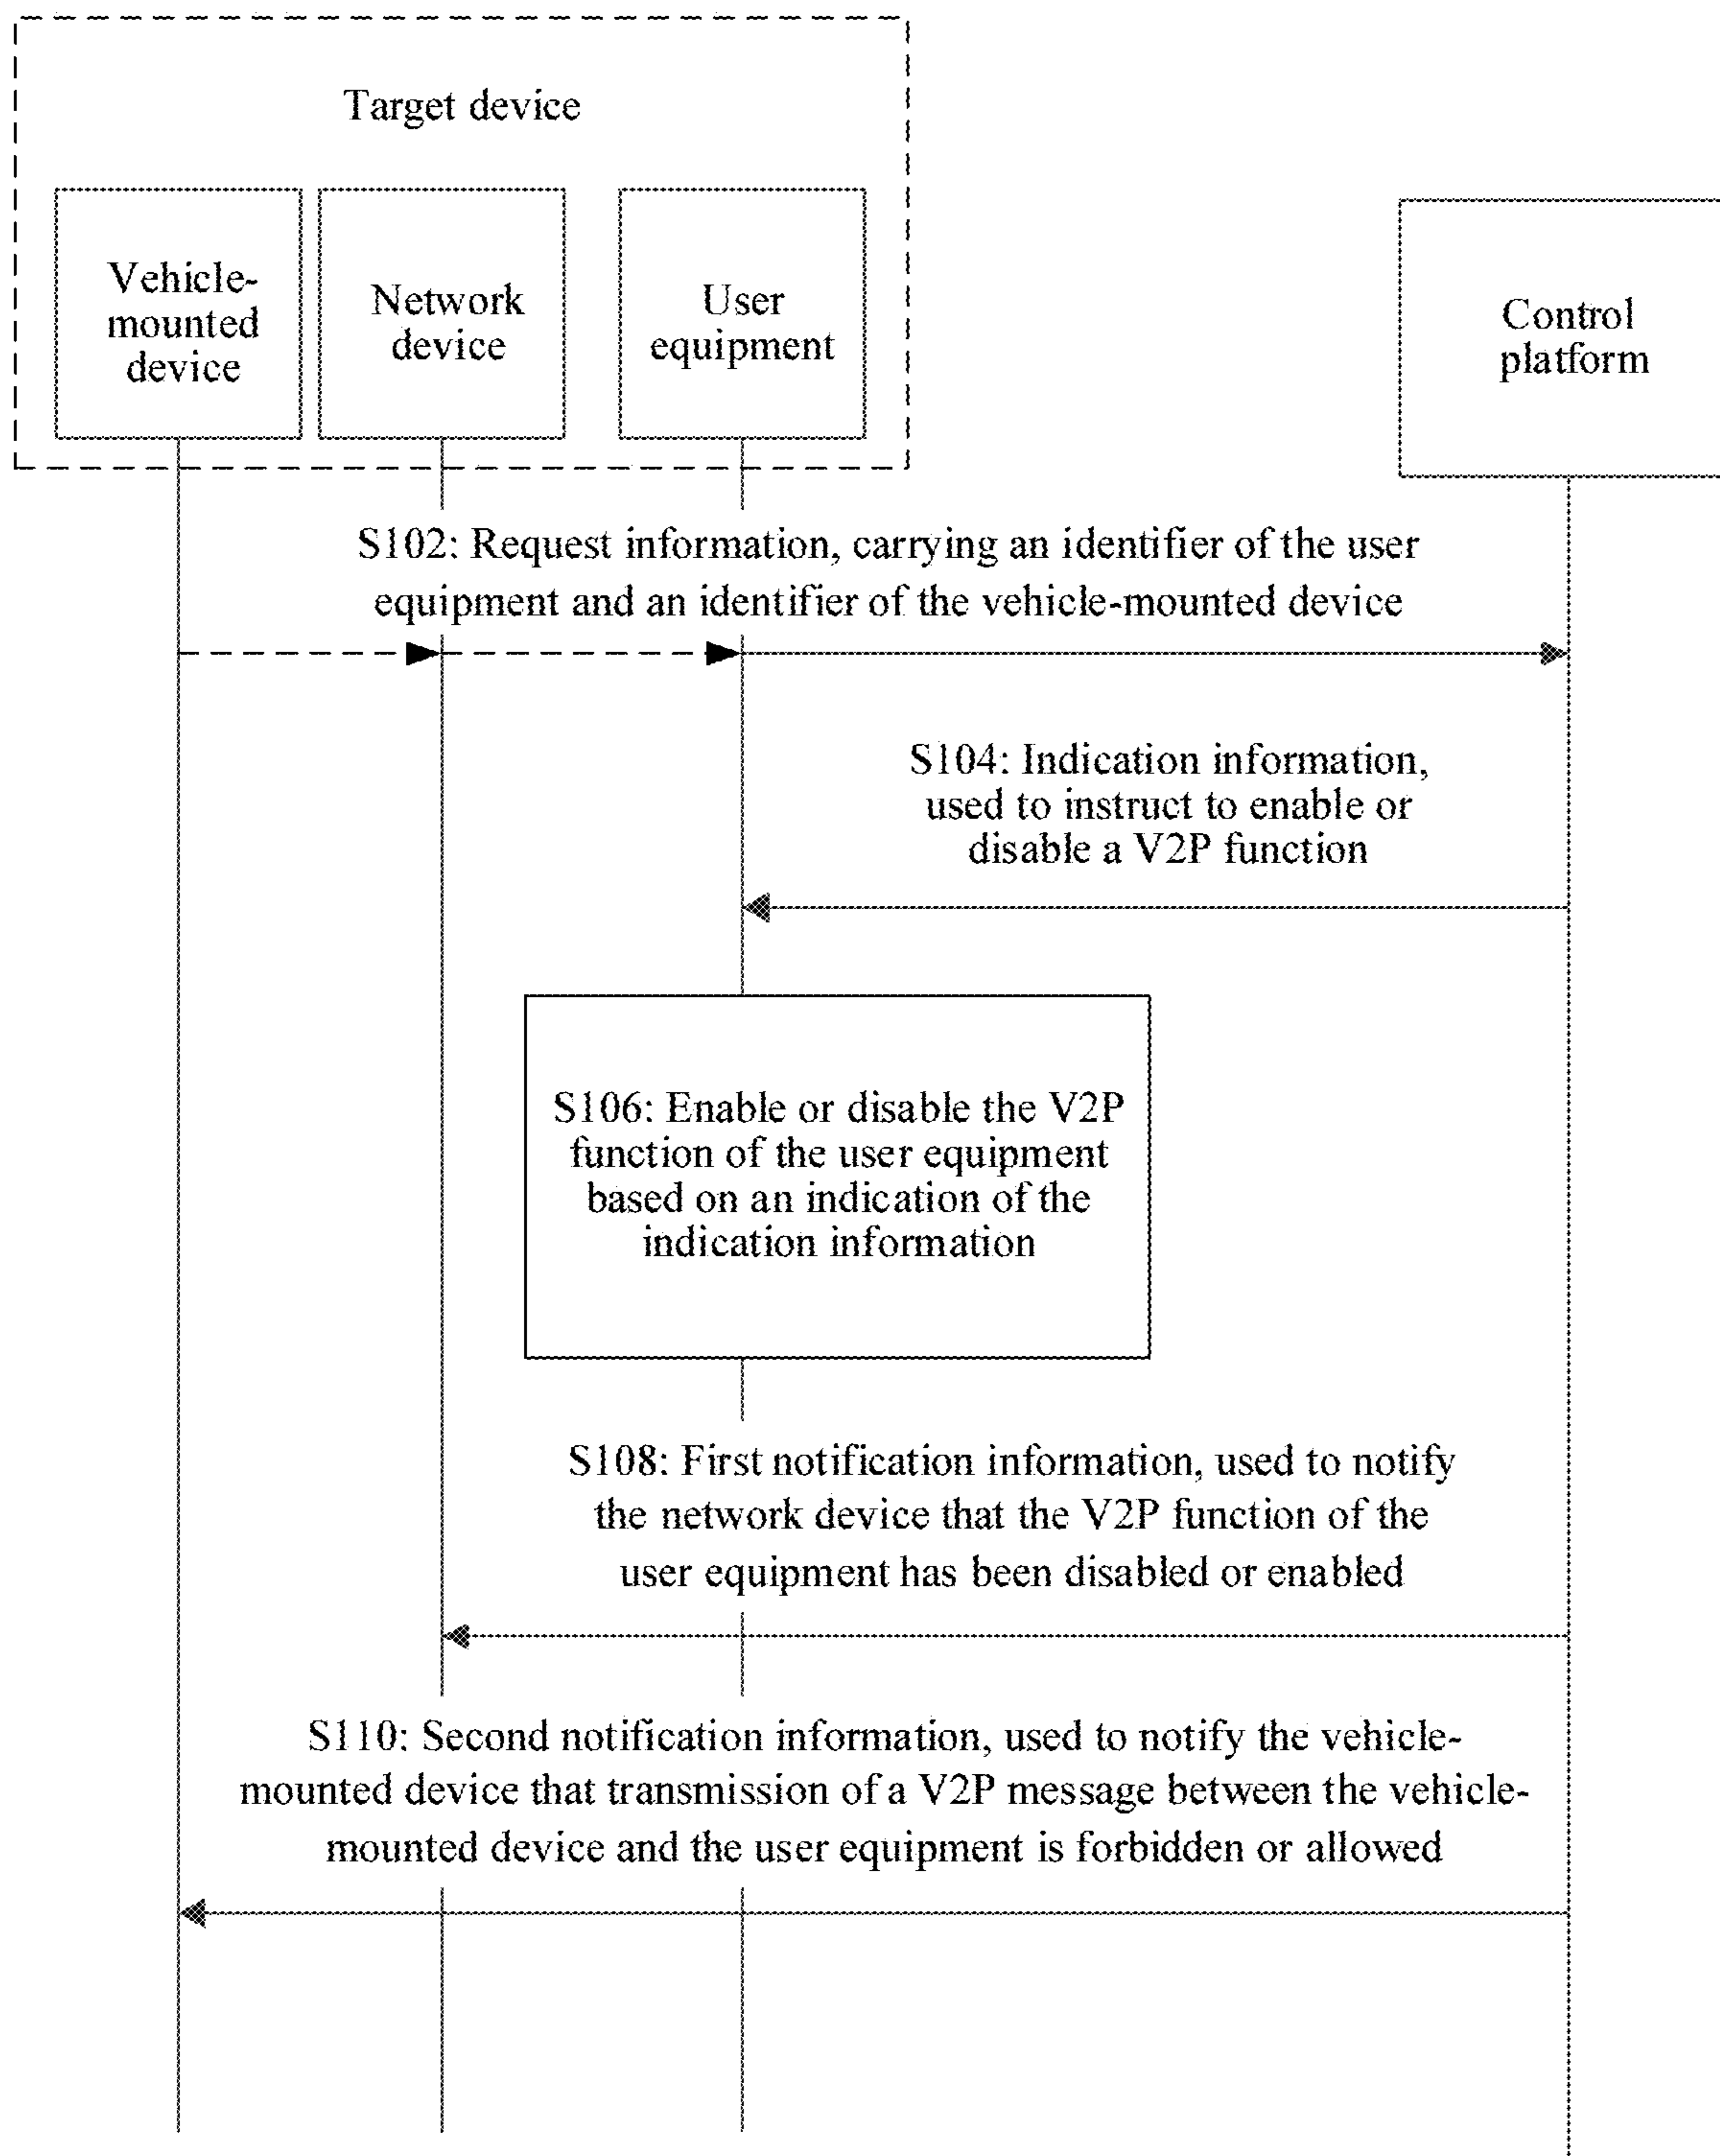 Target device
Vehicle-
mounted
device
Network
device
User
equipment
Control
platform
S102: Request information, carrying an identifier of the user
equipment and an identifier of the vehicle-mounted device
S104: Indication information,
used to instruct to enable or
disable a V2P function
S106: Enable or disable the V2P
function of the user equipment
based on an indication of the
indication information
S108: First notification information, used to notify
the network device that the V2P function of the
user equipment has been disabled or enabled
S110: Second notification information, used to notify the vehicle-
mounted device that transmission of a V2P message between the vehicle-
mounted device and the user equipment is forbidden or allowed